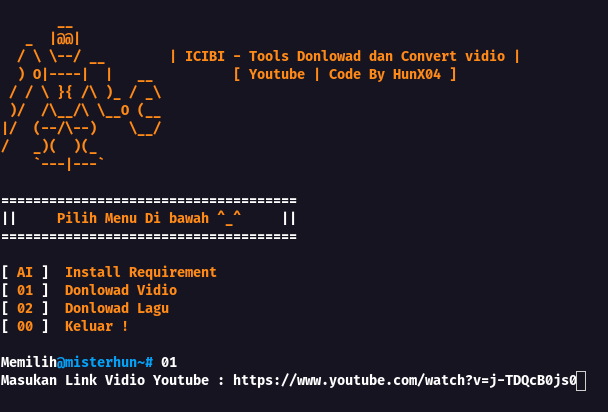 | ICIBI - Tools Donlowad dan Convert vidio |
[ Youtube | Code By HunX04 ]
=====================================
||     Pilih Menu Di bawah ^_^     ||
=====================================
[ AI ]  Install Requirement
[ 01 ]  Donlowad Vidio
[ 02 ]  Donlowad Lagu
[ 00 ]  Keluar !
Memilih@misterhun~# 01
Masukan Link Vidio Youtube : https://www.youtube.com/watch?v=j-TDQcB0js0